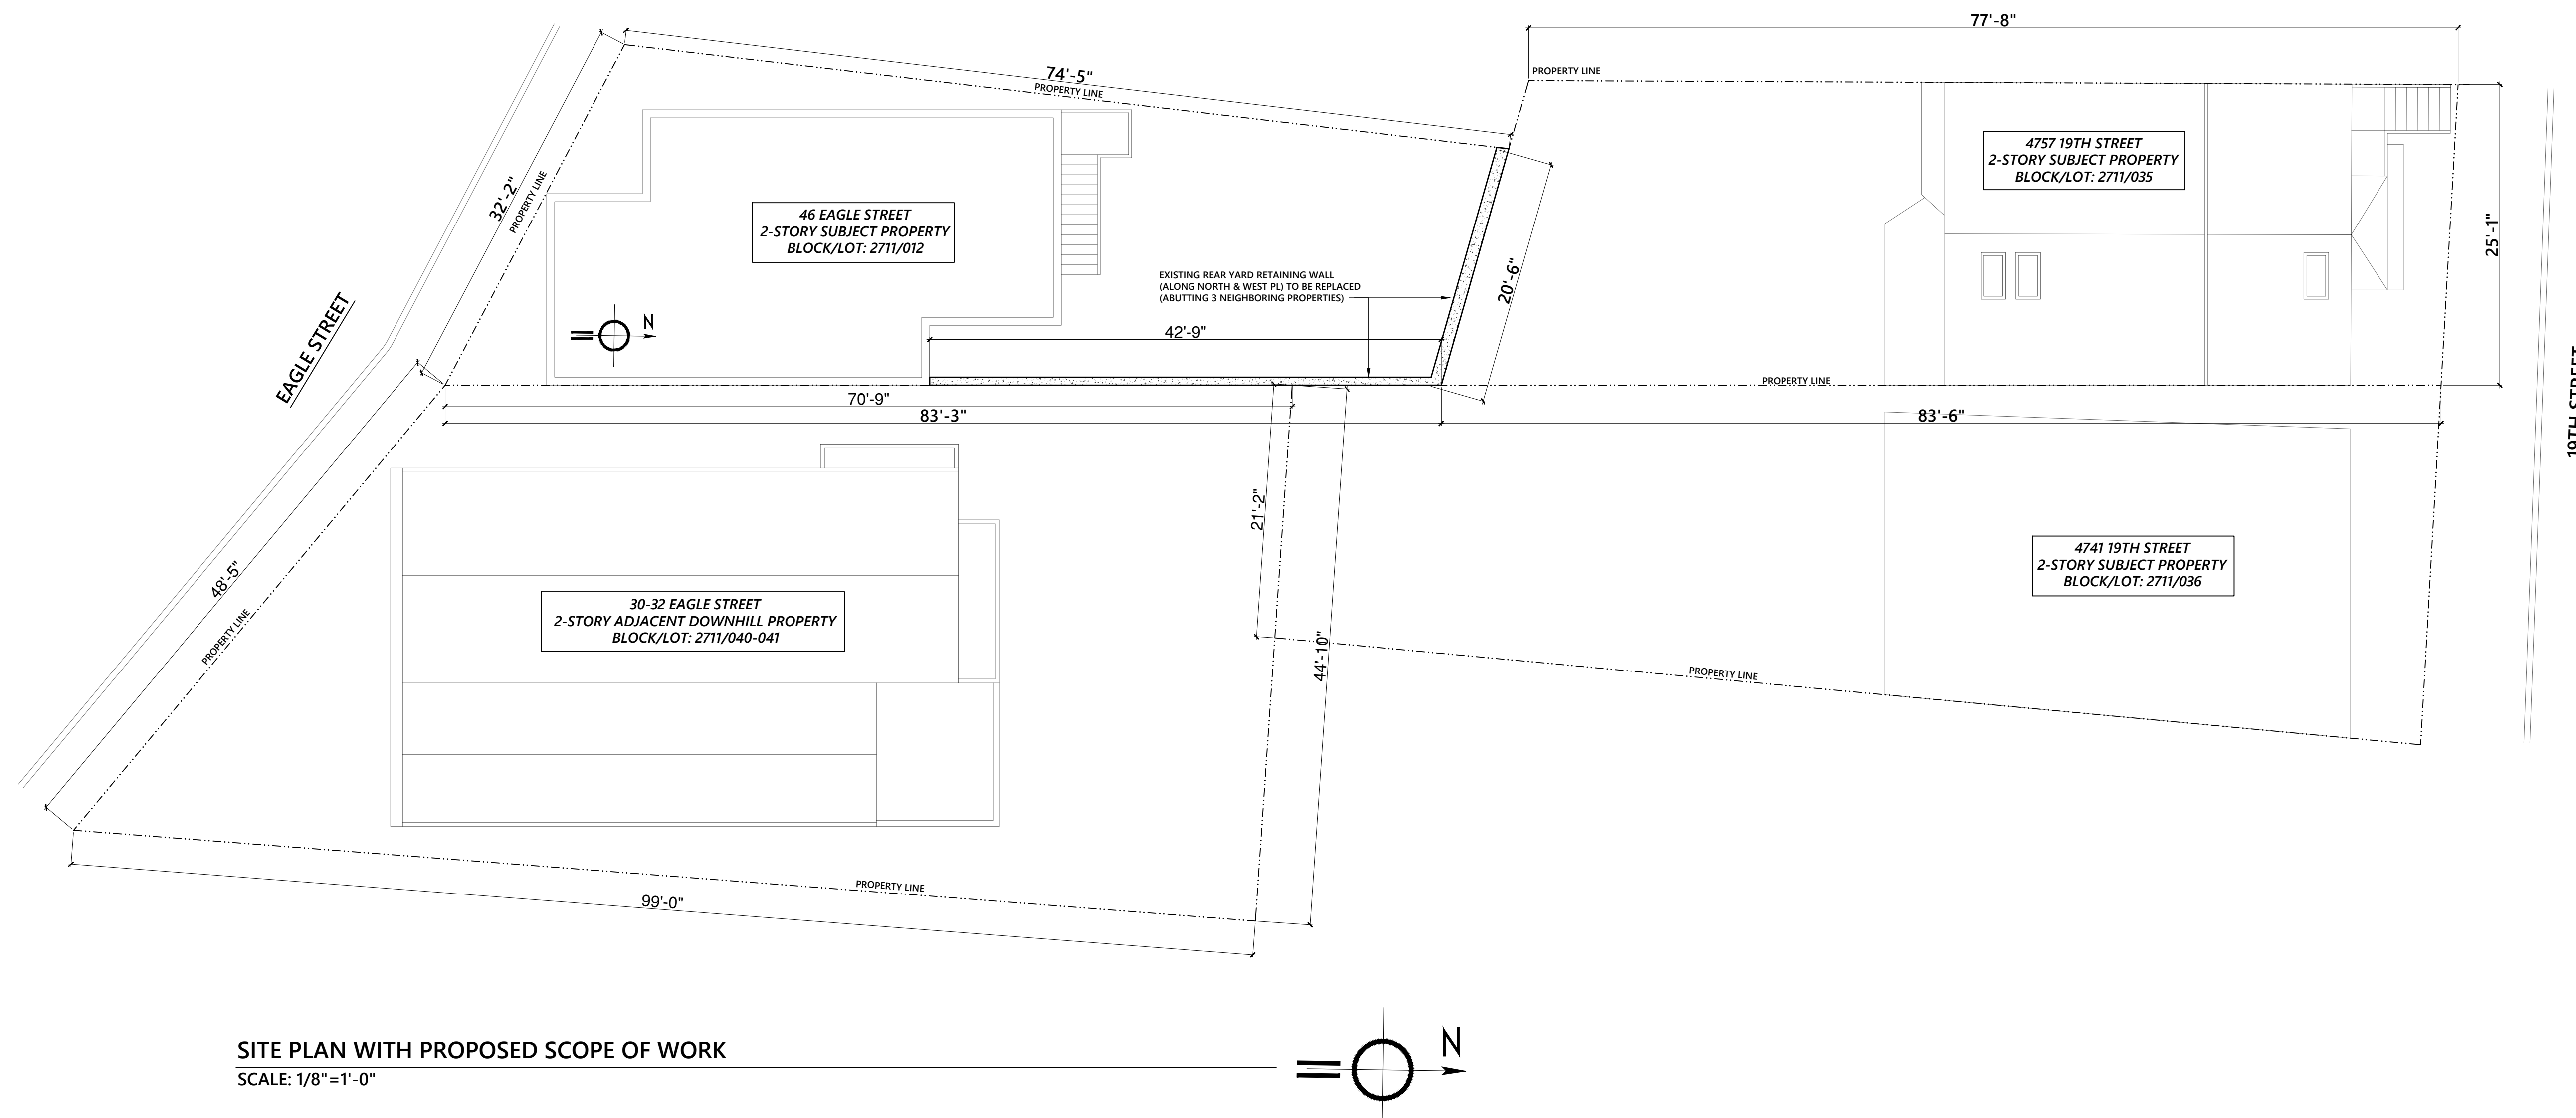 77'-8"
74'-5"
PROPERTY LINE
PROPERTY LINE
32'-2"
PROPERTY LINE
46 EAGLE STREET
2-STORY SUBJECT PROPERTY
BLOCK/LOT: 2711/012
4757 19TH STREET
2-STORY SUBJECT PROPERTY
BLOCK/LOT: 2711/035
25'-1"
EXISTING REAR YARD RETAINING WALL
(ALONG NORTH & WEST PL) TO BE REPLACED
(ABUTTING 3 NEIGHBORING PROPERTIES)
20'-6"
N
42'-9"
EAGLE STREET
PROPERTY LINE
19TH STREET
70'-9"
83'-3"
83'-6"
21'-2"
48'-5"
PROPERTY LINE
30-32 EAGLE STREET
2-STORY ADJACENT DOWNHILL PROPERTY
BLOCK/LOT: 2711/040-041
4741 19TH STREET
2-STORY SUBJECT PROPERTY
BLOCK/LOT: 2711/036
44'-10"
PROPERTY LINE
PROPERTY LINE
99'-0"
SITE PLAN WITH PROPOSED SCOPE OF WORK
SCALE: 1/8"=1'-0"
N